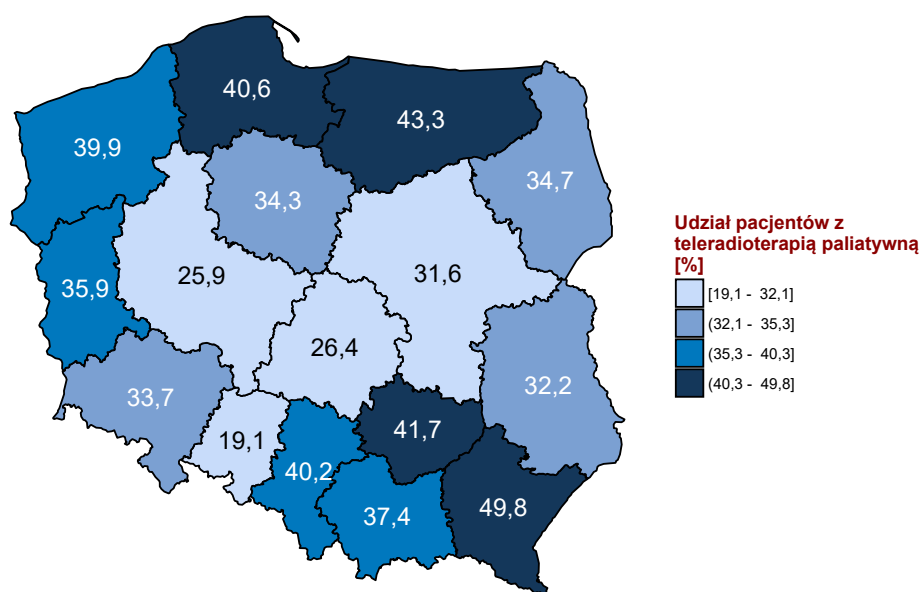 40,6
43,3
39,9
34,7
34,3
25,9
31,6
35,9
26,4
32,2
33,7
41,7
19,1
40,2
49,8
37,4
Udział pacjentów z
teleradioterapią paliatywną
[%]
[19,1 - 32,1]
(32,1 - 35,3]
(35,3 - 40,3]
(40,3 - 49,8]